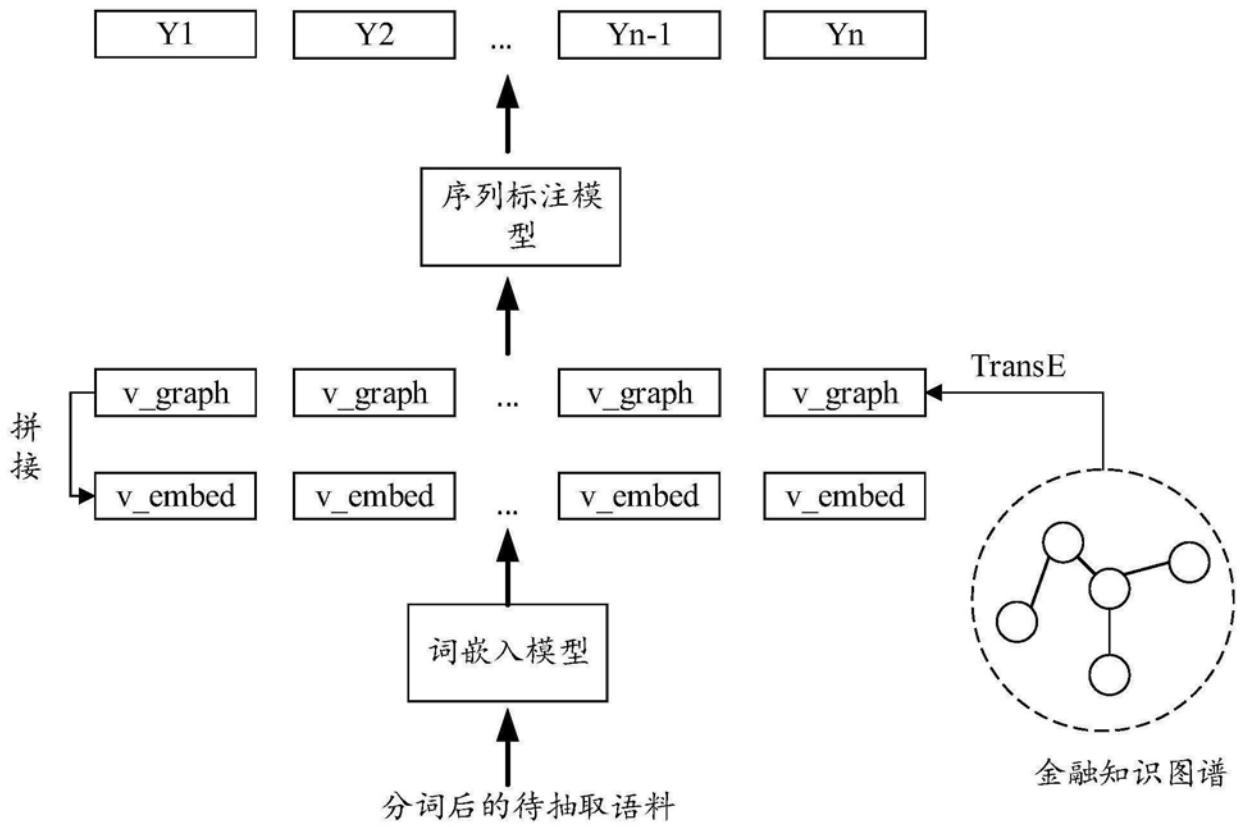 Y1 Y2 ... Yn-1 Yn
序列标注模
型
TransE
v_graph v_graph ... v_graph v_graph
拼
接
v_embed v_embed ... v_embed v_embed
词嵌入模型
金融知识图谱
分词后的待抽取语料